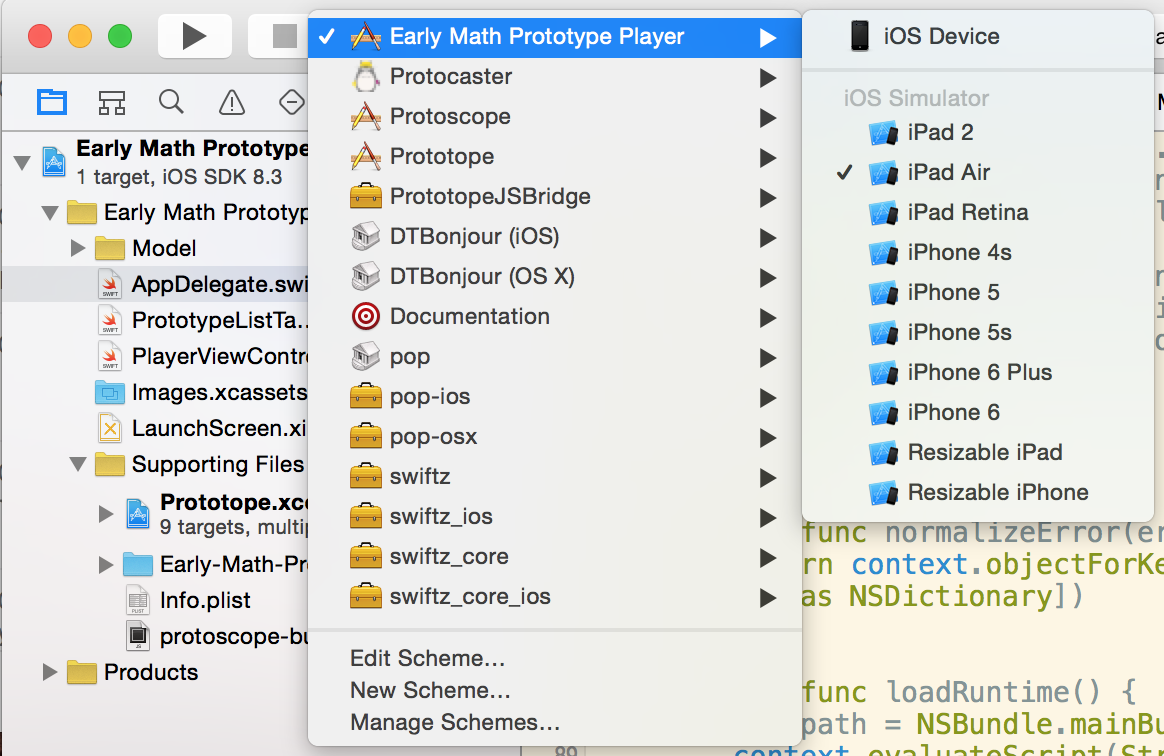 Early Math Prototype
1 target, iOS SDK 8.3
Early Math Prototyp
Model
AppDelegate.swi
PrototypeListTa...
PlayerViewContro
Images.xcassets
LaunchScreen.xi
Supporting Files
Prototope.xco
9 targets, multip
Early-Math-Pr
Info.plist
protoscope-bu
Products
Early Math Prototype Player
Protocaster
Protoscope
Prototope
PrototopeJSBridge
DTBonjour (iOS)
DTBonjour (OS X)
Documentation
pop
pop-ios
pop-osx
swiftz
swiftz_ios
swiftz_core
swiftz_core_ios
Edit Scheme...
New Scheme...
Manage Schemes...
iOS Device
iOS Simulator
iPad 2
iPad Air
iPad Retina
iPhone 4s
iPhone 5
iPhone 5s
iPhone 6 Plus
iPhone 6
Resizable iPad
Resizable iPhone
func normalizeError(er
rn context.objectForKe
as NSDictionary])
func loadRuntime() {
path = NSBundle.mainBu
89
context.evaluateScript(Str